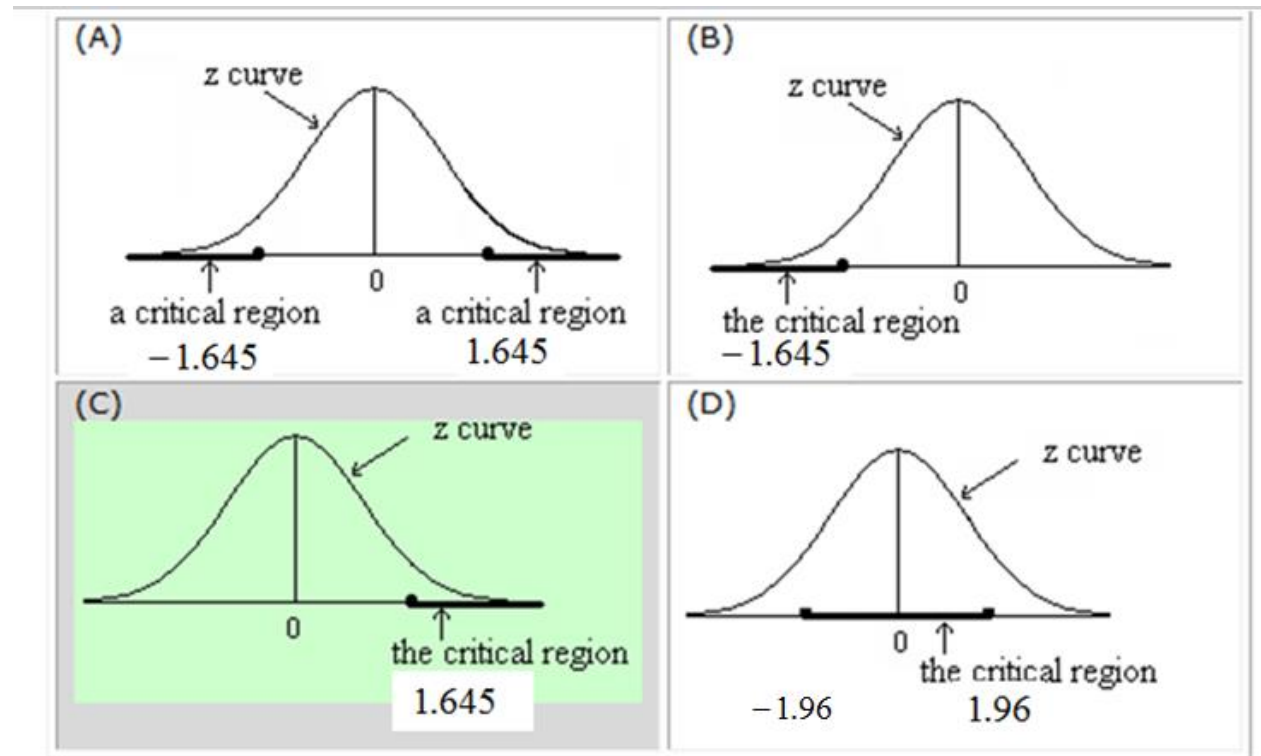 (A)
z curve
0
a critical region a critical region
−1.645 1.645
(B)
z curve
0
the critical region
−1.645
(C)
z curve
0
the critical region
1.645
(D)
z curve
0
the critical region
−1.96 1.96